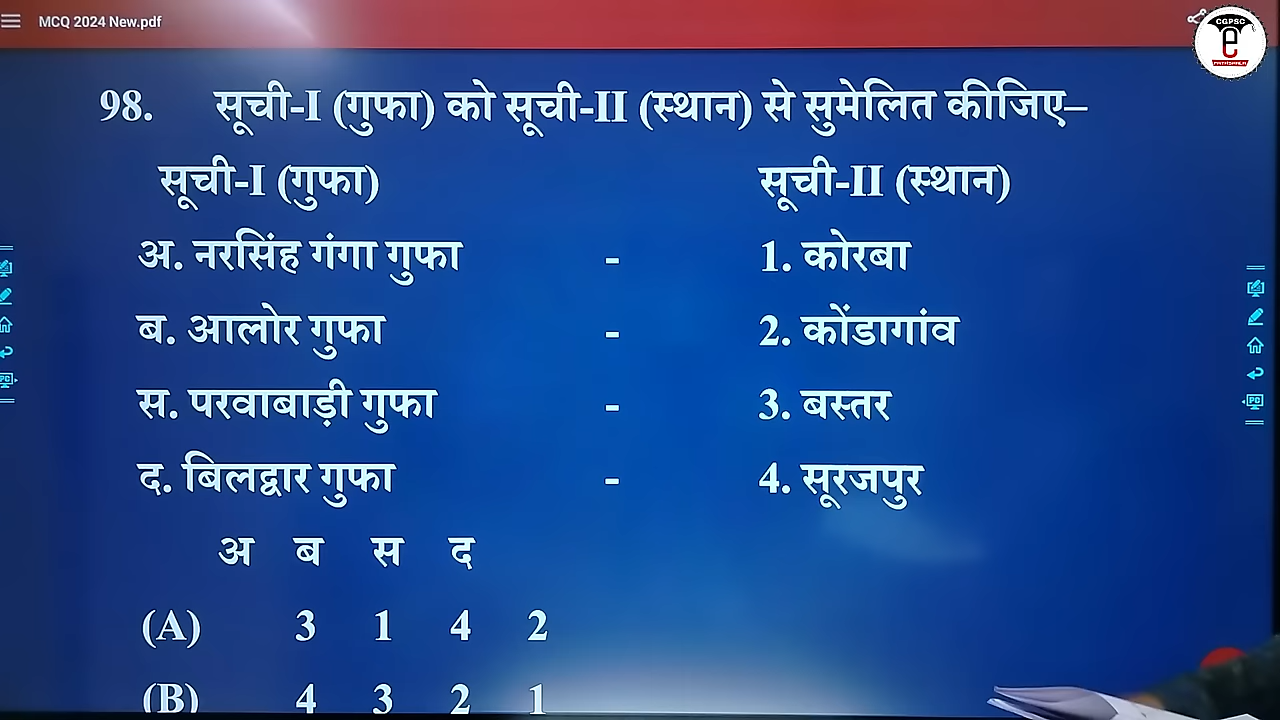 MCQ 2024 New.pdf
CGPSC
e
98. सूची-I (गुफा) को सूची-II (स्थान) से सुमेलित कीजिए–
सूची-I (गुफा) सूची-II (स्थान)
अ. नरसिंह गंगा गुफा - 1. कोरबा
ब. आलोर गुफा - 2. कोंडागांव
स. परवाबाड़ी गुफा - 3. बस्तर
द. बिलद्वार गुफा - 4. सूरजपुर
अ ब स द
(A) 3 1 4 2
(B) 4 3 2 1